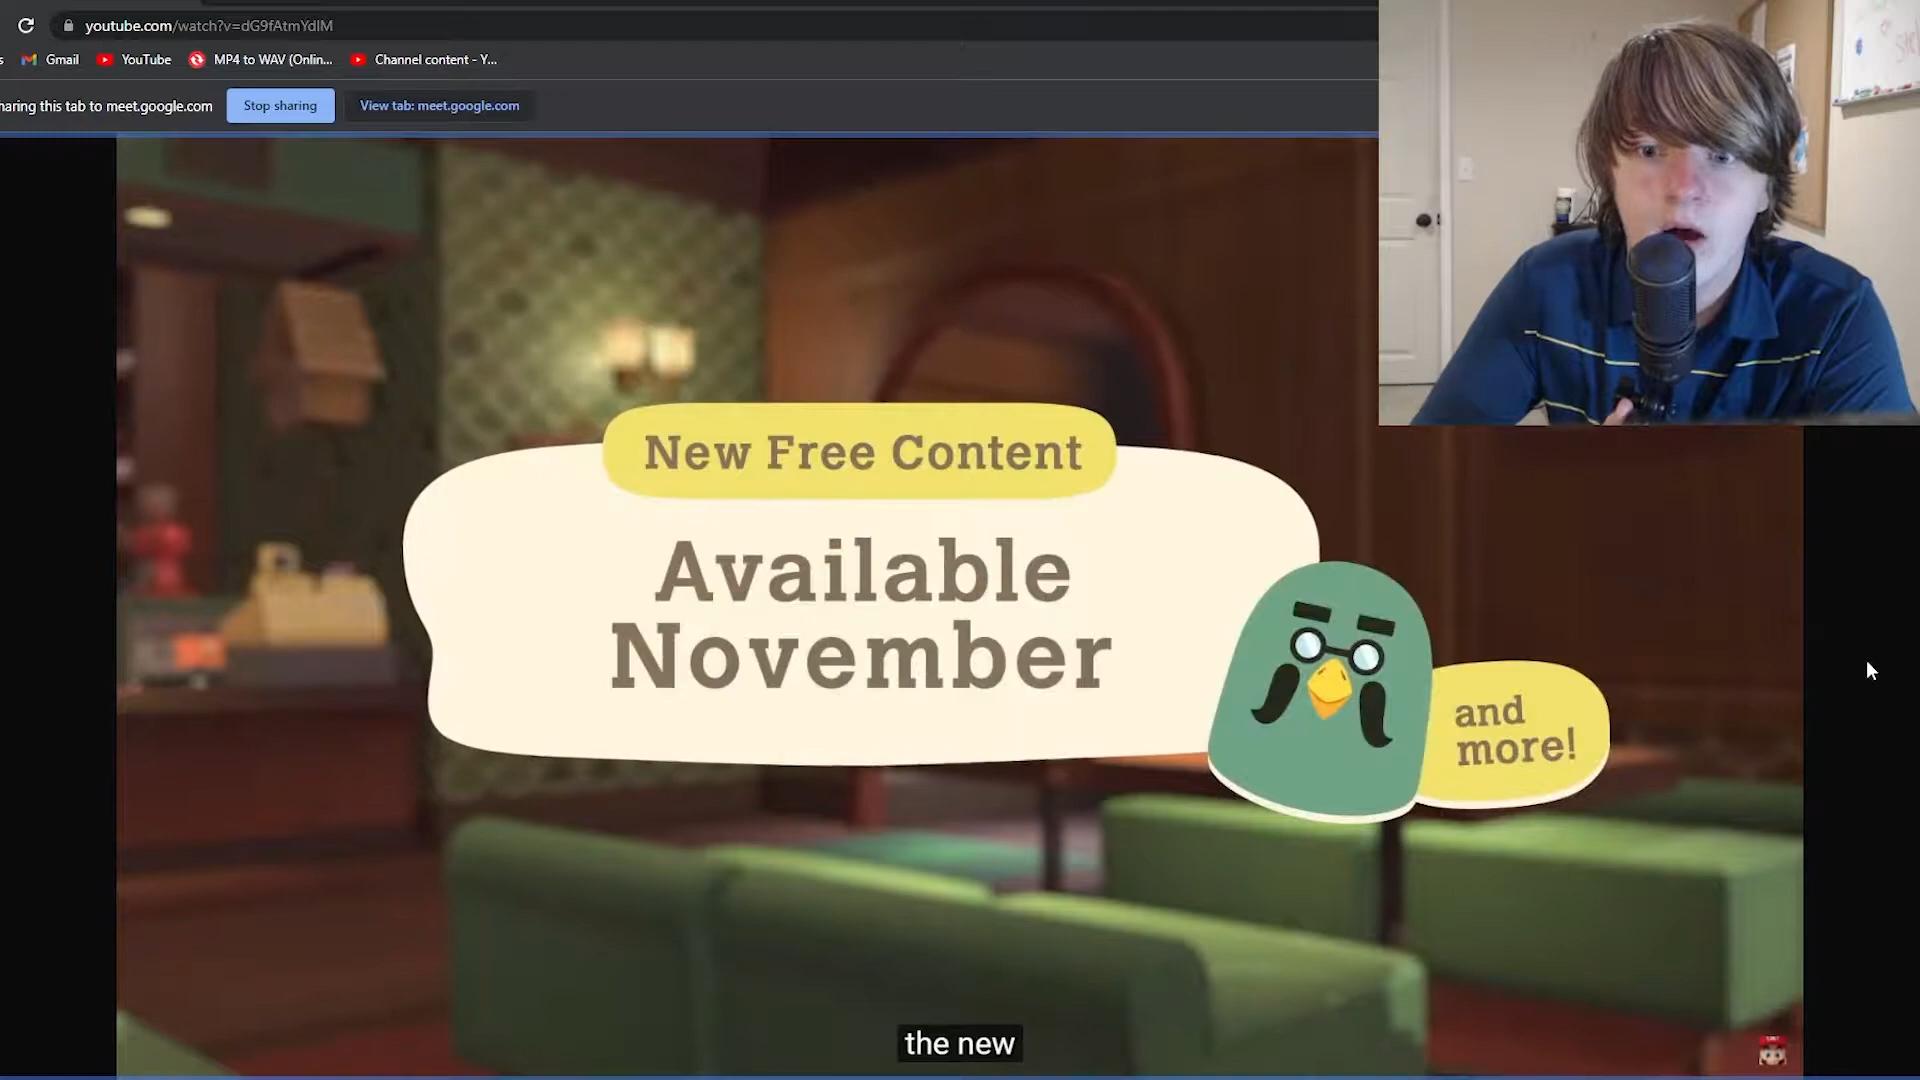 youtube.com/watch?v=dG9fAtmYdlM
s Gmail YouTube MP4 to WAV (Onlin... Channel content - Y...
haring this tab to meet.google.com Stop sharing View tab: meet.google.com
New Free Content
Available
November
and
more!
the new